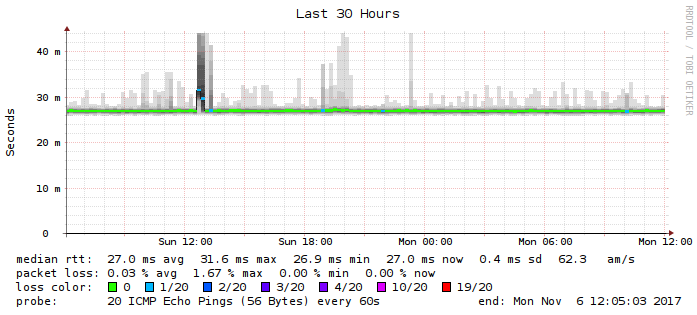 Last 30 Hours
RRDTOOL / TOBI OETIKER
Seconds
40 m
30 m
20 m
10 m
0
Sun 12:00 Sun 18:00 Mon 00:00 Mon 06:00 Mon 12:00
median rtt: 27.0 ms avg 31.6 ms max 26.9 ms min 27.0 ms now 0.4 ms sd 62.3 am/s
packet loss: 0.03 % avg 1.67 % max 0.00 % min 0.00 % now
loss color: 0 1/20 2/20 3/20 4/20 10/20 19/20
probe: 20 ICMP Echo Pings (56 Bytes) every 60s end: Mon Nov 6 12:05:03 2017